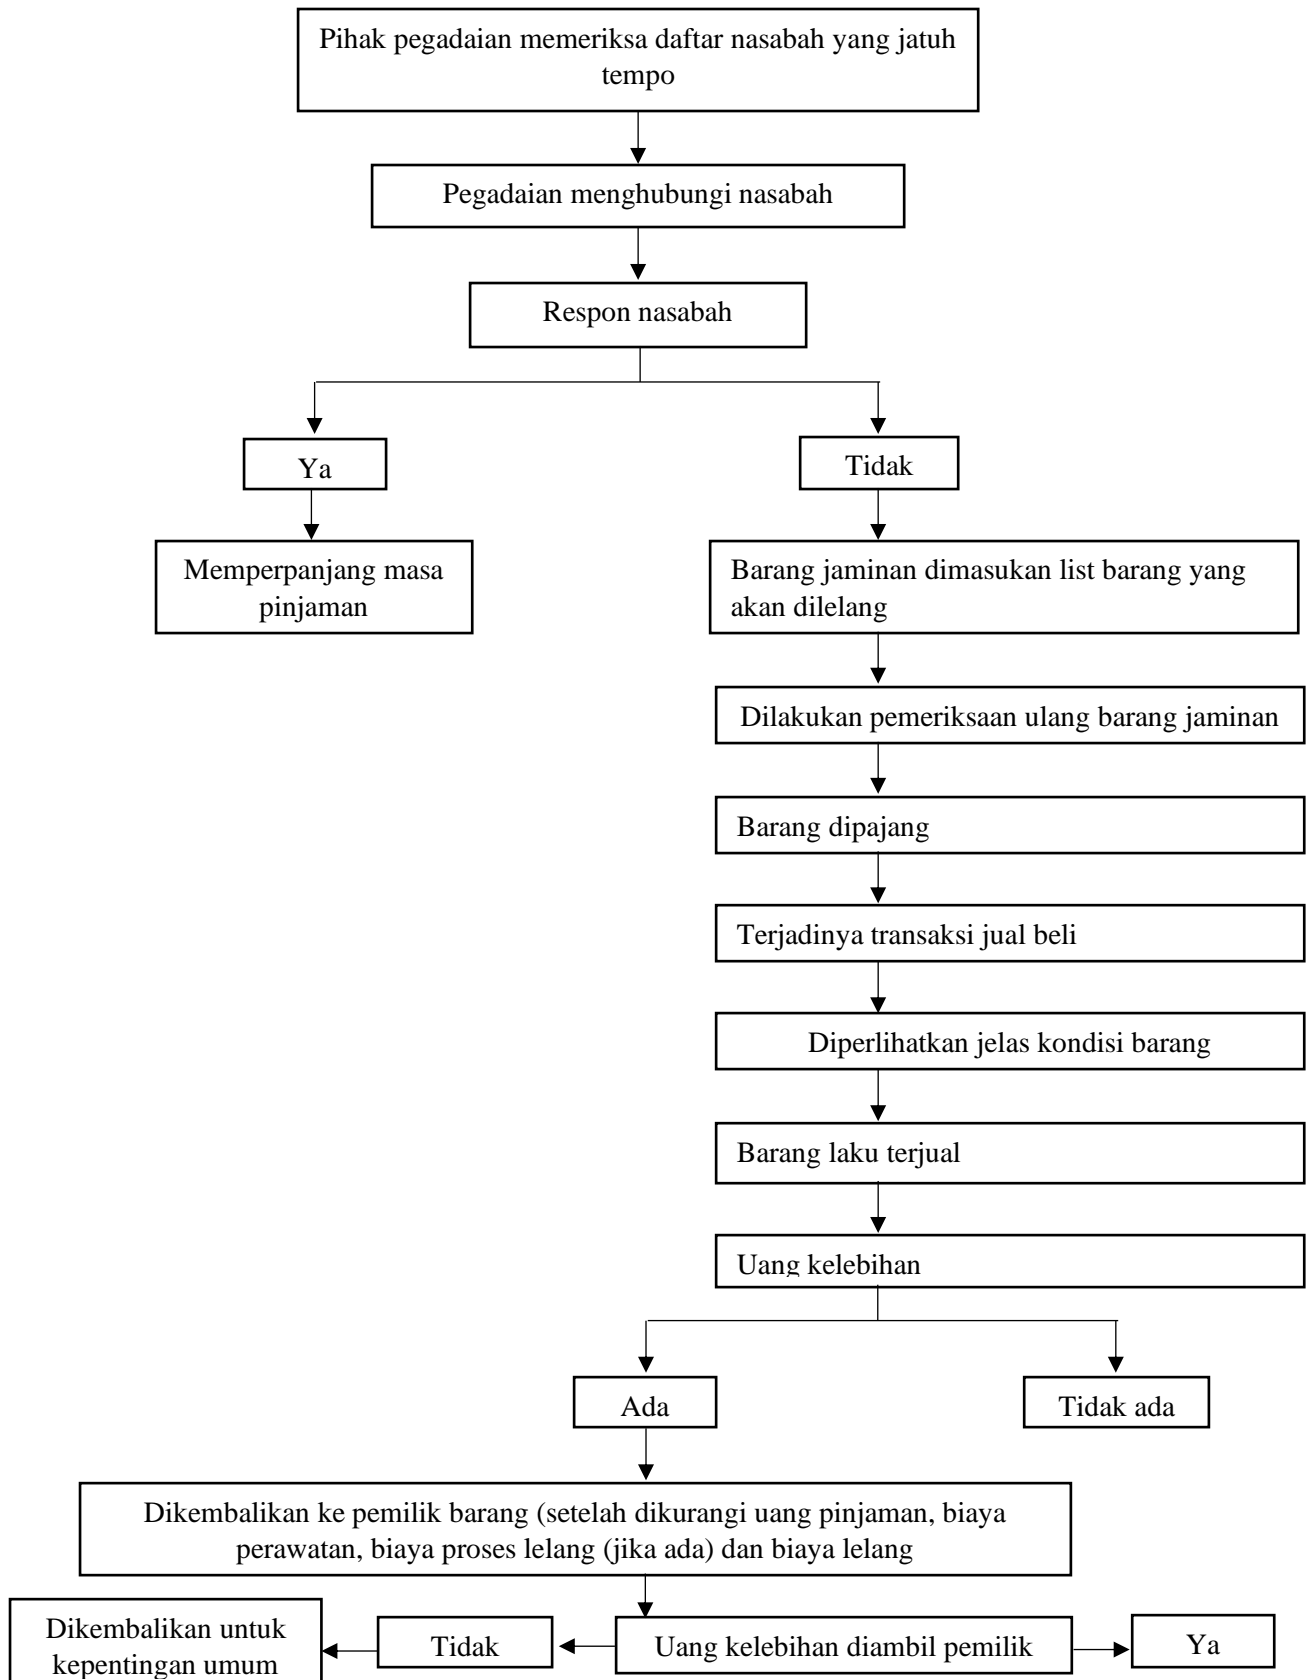 Pihak pegadaian memeriksa daftar nasabah yang jatuh
tempo
Pegadaian menghubungi nasabah
Respon nasabah
Ya
Tidak
Memperpanjang masa
pinjaman
Barang jaminan dimasukan list barang yang
akan dilelang
Dilakukan pemeriksaan ulang barang jaminan
Barang dipajang
Terjadinya transaksi jual beli
Diperlihatkan jelas kondisi barang
Barang laku terjual
Uang kelebihan
Ada
Tidak ada
Dikembalikan ke pemilik barang (setelah dikurangi uang pinjaman, biaya
perawatan, biaya proses lelang (jika ada) dan biaya lelang
Dikembalikan untuk
kepentingan umum
Tidak
Uang kelebihan diambil pemilik
Ya